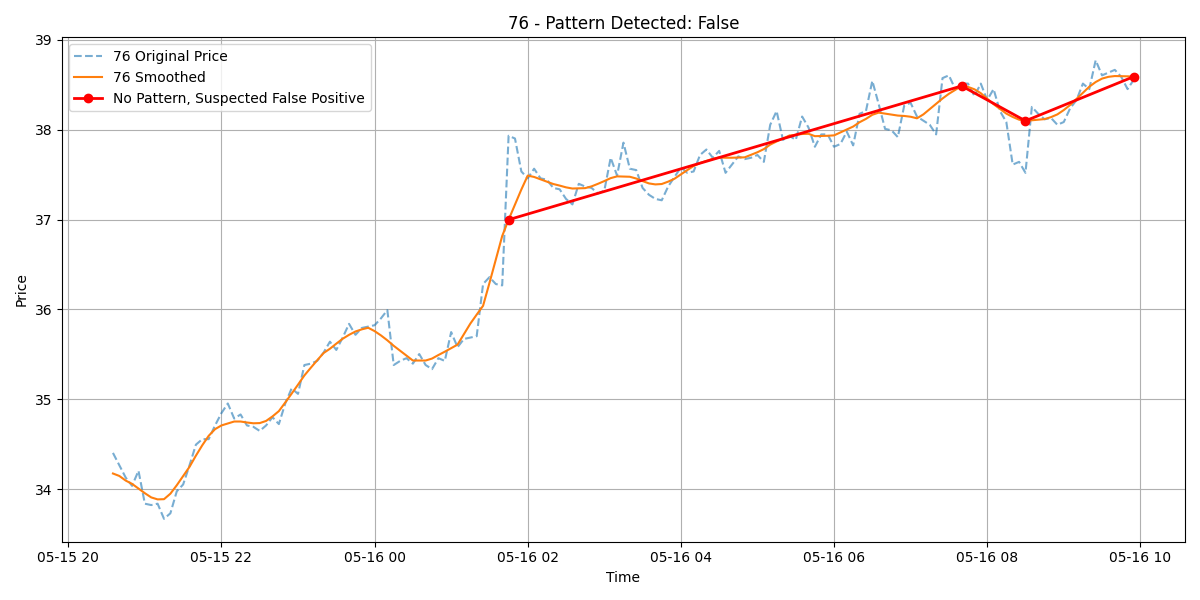 76 - Pattern Detected: False
76 Original Price
76 Smoothed
No Pattern, Suspected False Positive
Price
39
38
37
36
35
34
05-15 20 05-15 22 05-16 00 05-16 02 05-16 04 05-16 06 05-16 08 05-16 10
Time